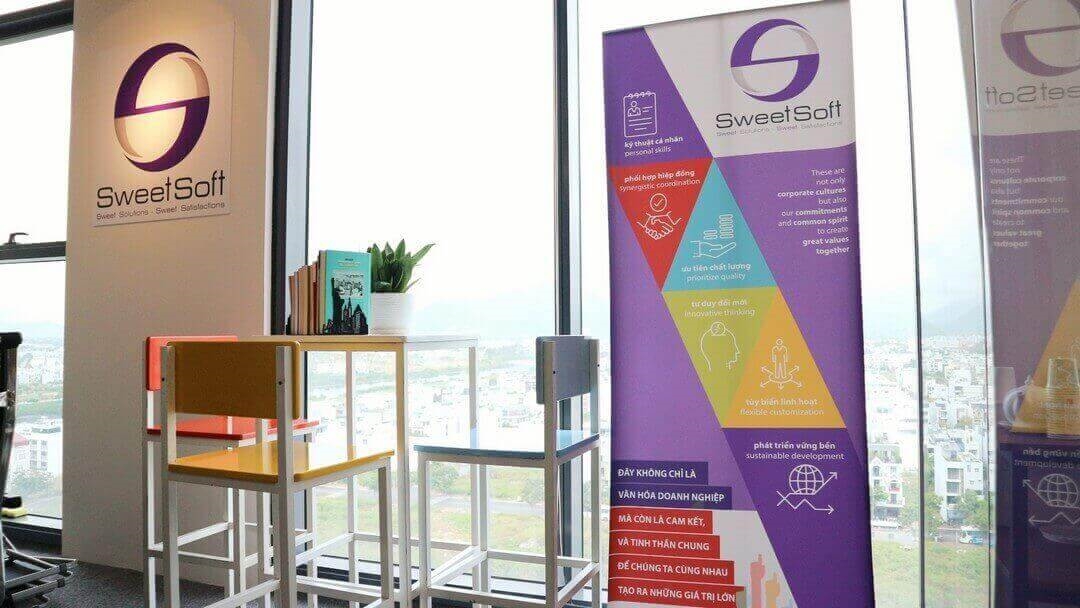 SweetSoft
Sweet Solutions - Sweet Satisfactions
SweetSoft
Sweet Solutions - Sweet Satisfactions
kỹ thuật cá nhân
personal skills
phối hợp hiệp đồng
synergistic coordination
ưu tiên chất lượng
prioritize quality
tư duy đổi mới
innovative thinking
tùy biến linh hoạt
flexible customization
phát triển vững bền
sustainable development
These are
not only
corporate cultures
but also
our commitments
and common spirit
to create
great values
together
ĐÂY KHÔNG CHỈ LÀ
VĂN HÓA DOANH NGHIỆP
MÀ CÒN LÀ CAM KẾT,
VÀ TINH THẦN CHUNG
ĐỂ CHÚNG TA CÙNG NHAU
TẠO RA NHỮNG GIÁ TRỊ LỚN